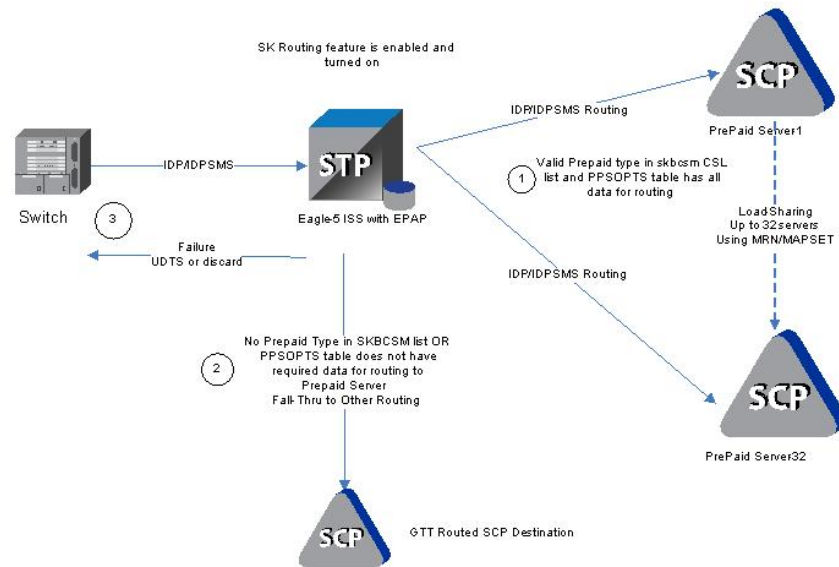 SK Routing feature is enabled and
turned on
SCP
IDP/IDPSMS Routing
PrePaid Server1
IDP/IDPSMS
STP
1
Valid Prepaid type in skbcsm CSL
list and PPSOPTS table has all
data for routing
Switch
3
Eagle-5 ISS with EPAP
Load-Sharing
Up to 32 servers
Using MRN/MAPSET
Failure
UDTS or discard
IDP/IDPSMS Routing
2
No Prepaid Type in SKBCSM list OR
PPSOPTS table does not have
required data for routing to
Prepaid Server
Fall-Thru to Other Routing
SCP
PrePaid Server32
SCP
GTT Routed SCP Destination